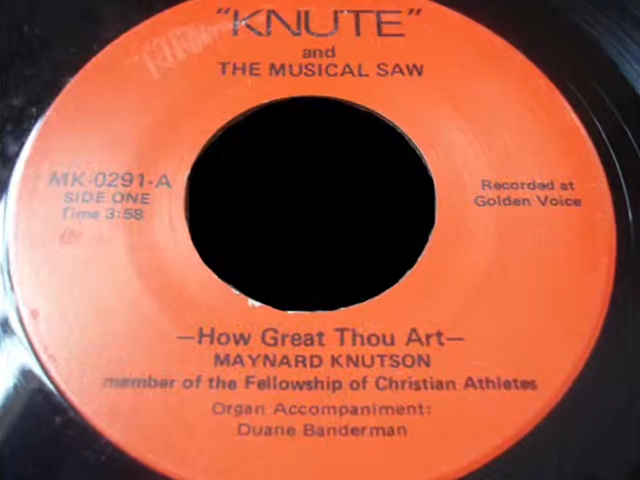 "KNUTE"
and
THE MUSICAL SAW
MK-0291-A
SIDE ONE
Time 3:58
Recorded at
Golden Voice
—How Great Thou Art—
MAYNARD KNUTSON
member of the Fellowship of Christian Athletes
Organ Accompaniment:
Duane Banderman